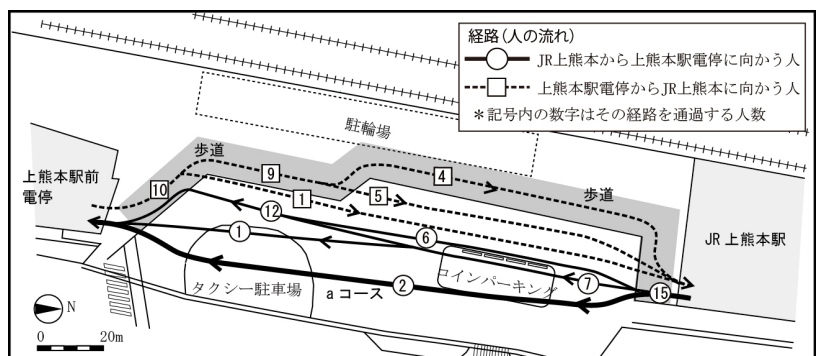 経路(人の流れ)
JR上熊本から上熊本駅電停に向かう人
上熊本駅電停からJR上熊本に向かう人
*記号内の数字はその経路を通過する人数
駐輪場
歩道
上熊本駅前
電停
10
9
4
5
1
歩道
12
1
6
JR 上熊本駅
2
コインパーキング
7
15
タクシー駐車場
aコース
N
0 20m